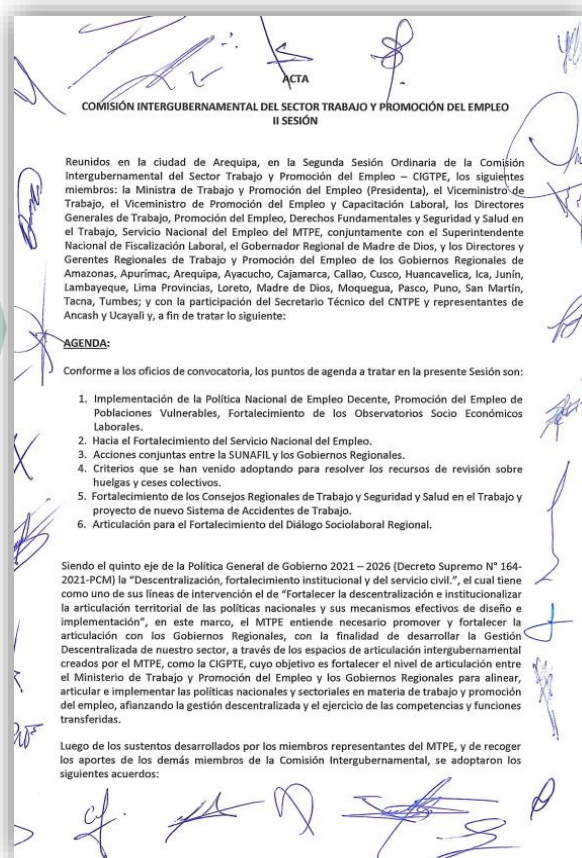 ACTA
COMISIÓN INTERGUBERNAMENTAL DEL SECTOR TRABAJO Y PROMOCIÓN DEL EMPLEO
II SESIÓN
Reunidos en la ciudad de Arequipa, en la Segunda Sesión Ordinaria de la Comisión
Intergubernamental del Sector Trabajo y Promoción del Empleo – CIGTPE, los siguientes
miembros: la Ministra de Trabajo y Promoción del Empleo (Presidenta), el Viceministro de
Trabajo, el Viceministro de Promoción del Empleo y Capacitación Laboral, los Directores
Generales de Trabajo, Promoción del Empleo, Derechos Fundamentales y Seguridad y Salud en
el Trabajo, Servicio Nacional del Empleo del MTPE, conjuntamente con el Superintendente
Nacional de Fiscalización Laboral, el Gobernador Regional de Madre de Dios, y los Directores y
Gerentes Regionales de Trabajo y Promoción del Empleo de los Gobiernos Regionales de
Amazonas, Apurímac, Arequipa, Ayacucho, Cajamarca, Callao, Cusco, Huancavelica, Ica, Junín,
Lambayeque, Lima Provincias, Loreto, Madre de Dios, Moquegua, Pasco, Puno, San Martín,
Tacna, Tumbes; y con la participación del Secretario Técnico del CNTPE y representantes de
Ancash y Ucayali y, a fin de tratar lo siguiente:
AGENDA:
Conforme a los oficios de convocatoria, los puntos de agenda a tratar en la presente Sesión son:
1. Implementación de la Política Nacional de Empleo Decente, Promoción del Empleo de
Poblaciones Vulnerables, Fortalecimiento de los Observatorios Socio Económicos
Laborales.
2. Hacia el Fortalecimiento del Servicio Nacional del Empleo.
3. Acciones conjuntas entre la SUNAFIL y los Gobiernos Regionales.
4. Criterios que se han venido adoptando para resolver los recursos de revisión sobre
huelgas y ceses colectivos.
5. Fortalecimiento de los Consejos Regionales de Trabajo y Seguridad y Salud en el Trabajo y
proyecto de nuevo Sistema de Accidentes de Trabajo.
6. Articulación para el Fortalecimiento del Diálogo Sociolaboral Regional.
Siendo el quinto eje de la Política General de Gobierno 2021 – 2026 (Decreto Supremo N° 164-
2021-PCM) la "Descentralización, fortalecimiento institucional y del servicio civil.", el cual tiene
como uno de sus líneas de intervención el de "Fortalecer la descentralización e institucionalizar
la articulación territorial de las políticas nacionales y sus mecanismos efectivos de diseño e
implementación", en este marco, el MTPE entiende necesario promover y fortalecer la
articulación con los Gobiernos Regionales, con la finalidad de desarrollar la Gestión
Descentralizada de nuestro sector, a través de los espacios de articulación intergubernamental
creados por el MTPE, como la CIGPTE, cuyo objetivo es fortalecer el nivel de articulación entre
el Ministerio de Trabajo y Promoción del Empleo y los Gobiernos Regionales para alinear,
articular e implementar las políticas nacionales y sectoriales en materia de trabajo y promoción
del empleo, afianzando la gestión descentralizada y el ejercicio de las competencias y funciones
transferidas.
Luego de los sustentos desarrollados por los miembros representantes del MTPE, y de recoger
los aportes de los demás miembros de la Comisión Intergubernamental, se adoptaron los
siguientes acuerdos: